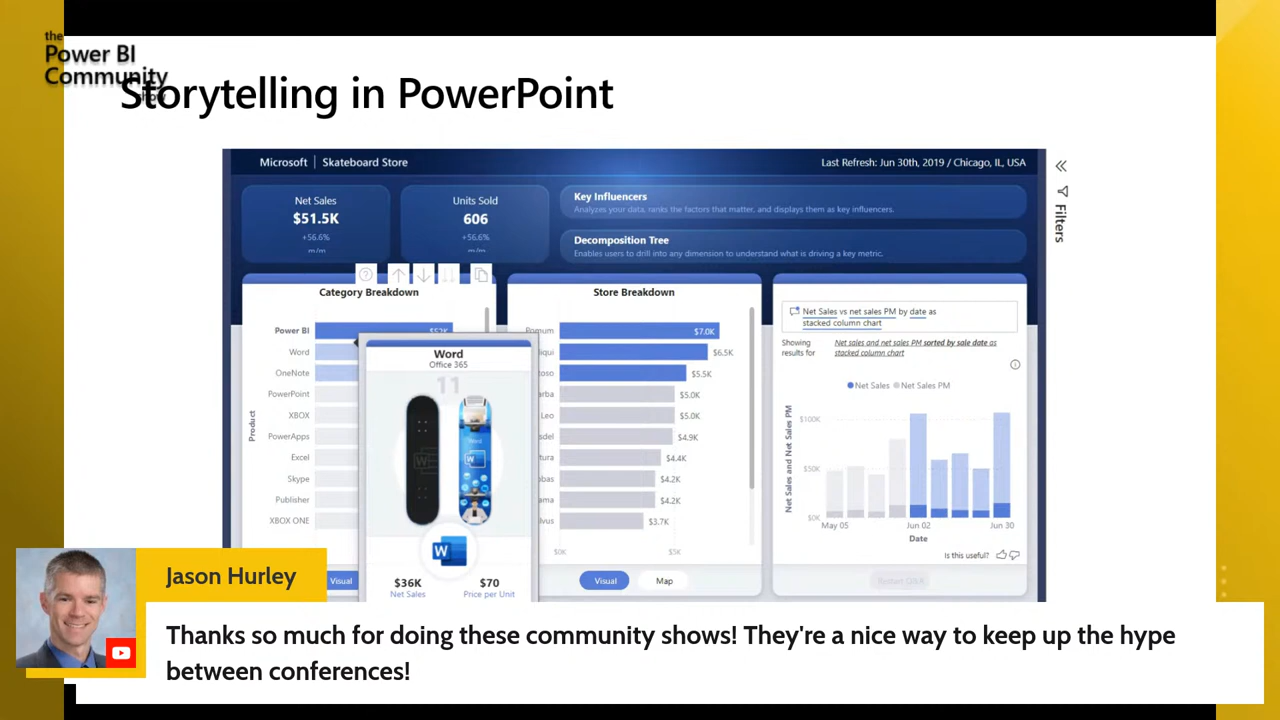 the
Power BI
Community
show
Storytelling in PowerPoint
Microsoft | Skateboard Store
Last Refresh: Jun 30th, 2019 / Chicago, IL, USA
Net Sales
$51.5K
+56.6%
m/m
Units Sold
606
+56.6%
m/m
Key Influencers
Analyzes your data, ranks the factors that matter, and displays them as key influencers.
Decomposition Tree
Enables users to drill into any dimension to understand what is driving a key metric.
Filters
Category Breakdown
Product
Power BI
$52K
Word
OneNote
PowerPoint
XBOX
PowerApps
Excel
Skype
Publisher
XBOX ONE
Visual
Word
Office 365
11
W
$36K
Net Sales
$70
Price per Unit
Store Breakdown
Pomum $7.0K
$6.5K
$5.5K
$5.0K
Leo $5.0K
$4.9K
$4.4K
$4.2K
$4.2K
$3.7K
$0K
$5K
Visual
Map
Net Sales vs net sales PM by date as
stacked column chart
Showing
results for
Net sales and net sales PM sorted by sale date as
stacked column chart
Net Sales
Net Sales PM
Net Sales and Net Sales PM
$100K
$50K
$0K
May 05
Jun 02
Jun 30
Date
Is this useful?
Restart Q&A
Jason Hurley
Thanks so much for doing these community shows! They're a nice way to keep up the hype
between conferences!